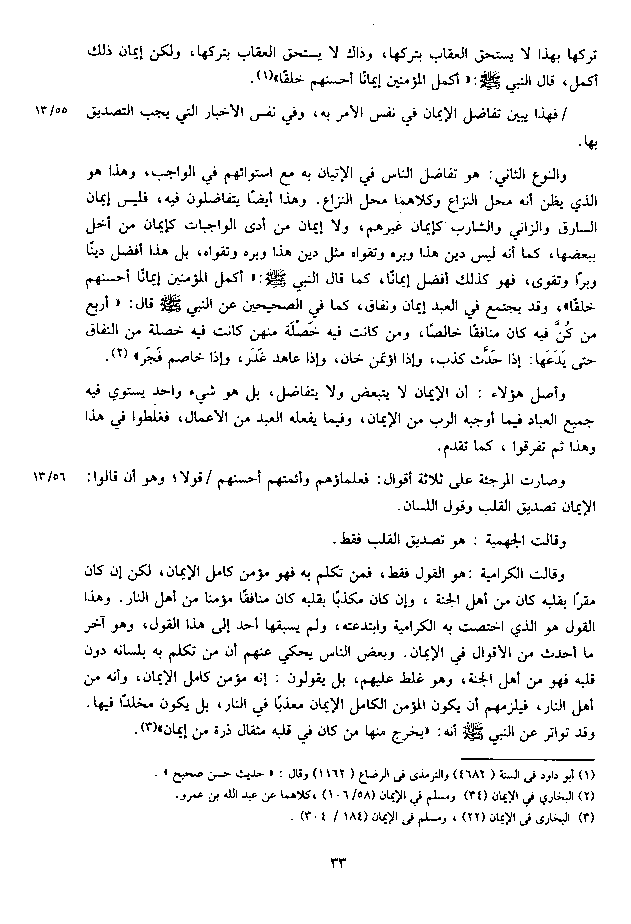 تركها بهذا لا يستحق العقاب بتركها، وذاك لا يستحق العقاب بتركها، ولكن إيمان ذلك
أكمل، قال النبي ﷺ: « أكمل المؤمنين إيمانًا أحسنهم خلقًا»(١).
/ فهذا يبين تفاضل الإيمان في نفس الأمر به، وفي نفس الأخبار التي يجب التصديق ١٣/٥٥
بها.
والنوع الثاني: هو تفاضل الناس في الإتيان به مع استوائهم في الواجب، وهذا هو
الذي يظن أنه محل النزاع وكلاهما محل النزاع. وهذا أيضًا يتفاضلون فيه، فليس إيمان
السارق والزاني والشارب كإيمان غيرهم، ولا إيمان من أدى الواجبات كإيمان من أخل
ببعضها، كما أنه ليس دين هذا وبره وتقواه مثل دين هذا وبره وتقواه، بل هذا أفضل دينًا
وبرًا وتقوى، فهو كذلك أفضل إيمانًا، كما قال النبي ﷺ: « أكمل المؤمنين إيمانًا أحسنهم
خلقًا»، وقد يجتمع في العبد إيمان ونفاق، كما في الصحيحين عن النبي ﷺ قال: « أربع
من كُنَّ فيه كان منافقًا خالصًا، ومن كانت فيه خَصْلَة منهن كانت فيه خصلة من النفاق
حتى يَدَعَها: إذا حَدَّث كذب، وإذا اؤتمن خان، وإذا عاهد غَدَر، وإذا خاصم فَجَر» (٢).
وأصل هؤلاء : أن الإيمان لا يتبعض ولا يتفاضل، بل هو شيء واحد يستوي فيه
جميع العباد فيما أوجبه الرب من الإيمان، وفيما يفعله العبد من الأعمال، فغلطوا في هذا
وهذا ثم تفرقوا ، كما تقدم.
وصارت المرجئة على ثلاثة أقوال: فعلماؤهم وأئمتهم أحسنهم / قولا؛ وهو أن قالوا: ١٣/٥٦
الإيمان تصديق القلب وقول اللسان.
وقالت الجهمية : هو تصديق القلب فقط.
وقالت الكرامية : هو القول فقط، فمن تكلم به فهو مؤمن كامل الإيمان، لكن إن كان
مقرًا بقلبه كان من أهل الجنة ، وإن كان مكذبًا بقلبه كان منافقًا مؤمنا من أهل النار. وهذا
القول هو الذي اختصت به الكرامية وابتدعته، ولم يسبقها أحد إلى هذا القول، وهو آخر
ما أحدث من الأقوال في الإيمان. وبعض الناس يحكي عنهم أن من تكلم به بلسانه دون
قلبه فهو من أهل الجنة، وهو غلط عليهم، بل يقولون : إنه مؤمن كامل الإيمان، وأنه من
أهل النار، فيلزمهم أن يكون المؤمن الكامل الإيمان معذبًا في النار، بل يكون مخلدًا فيها.
وقد تواتر عن النبي ﷺ أنه: «يخرج منها من كان في قلبه مثقال ذرة من إيمان»(٣).
(١) أبو داود فى السنة ( ٤٦٨٢) والترمذى فى الرضاع ( ١١٦٢) وقال : « حديث حسن صحيح » .
(٢) البخاري في الإيمان (٣٤) ومسلم في الإيمان (١٠٦/٥٨) ،كلاهما عن عبد الله بن عمرو.
(٣) البخارى فى الإيمان (٢٢) ، ومسلم فى الإيمان (١٨٤ / ٣٠٤) .
٣٣